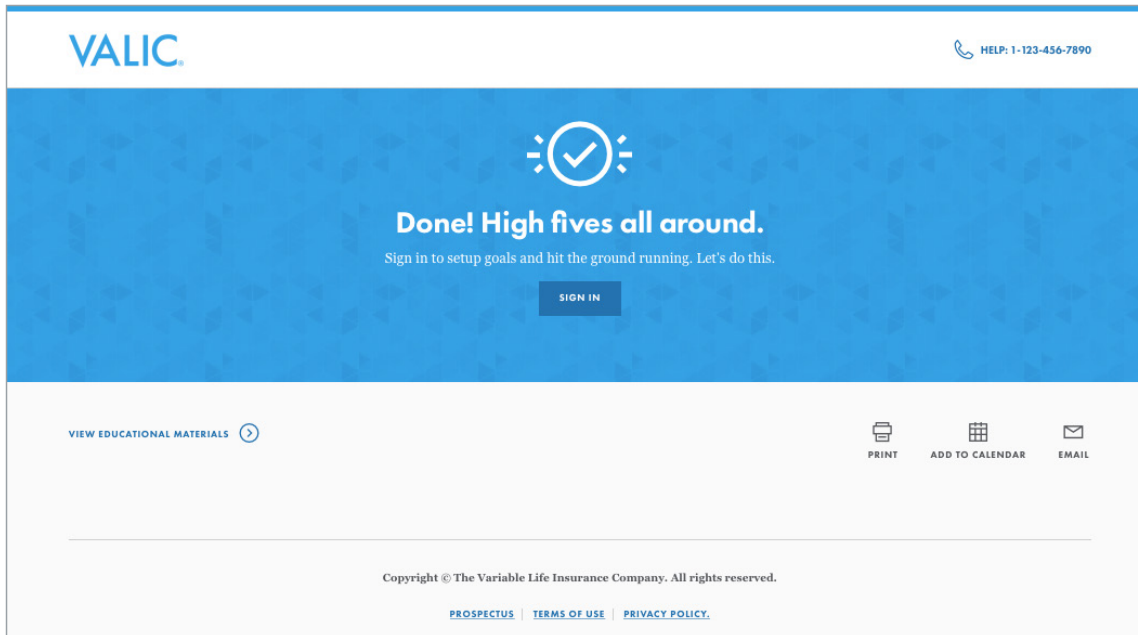 VALIC®
HELP: 1-123-456-7890
Done! High fives all around.
Sign in to setup goals and hit the ground running. Let's do this.
SIGN IN
VIEW EDUCATIONAL MATERIALS
PRINT
ADD TO CALENDAR
EMAIL
Copyright © The Variable Life Insurance Company. All rights reserved.
PROSPECTUS | TERMS OF USE | PRIVACY POLICY.